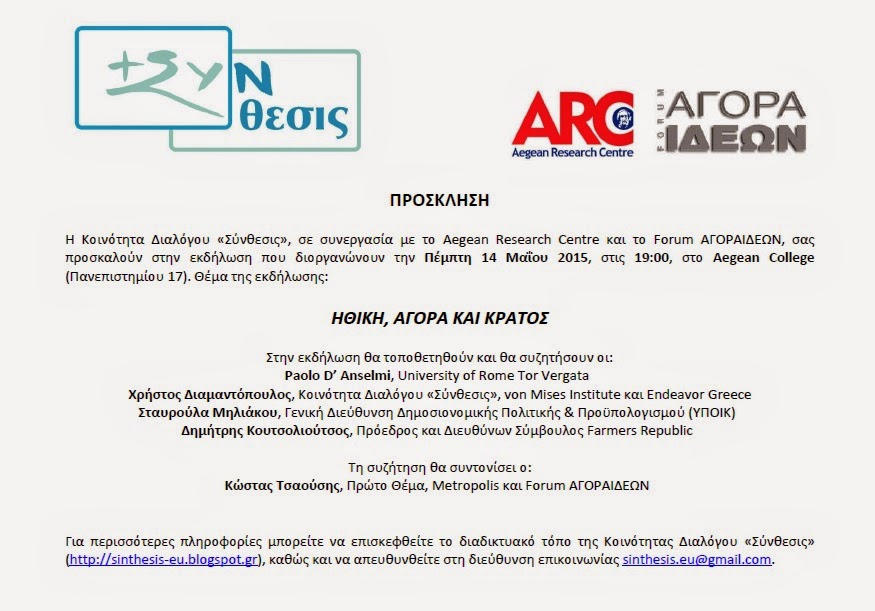 ΣΥΝ
θεσις
ARC
Aegean Research Centre
FORUM
ΑΓΟΡΑ
ΙΔΕΩΝ
ΠΡΟΣΚΛΗΣΗ
Η Κοινότητα Διαλόγου «Σύνθεσις», σε συνεργασία με το Aegean Research Centre και το Forum ΑΓΟΡΑΙΔΕΩΝ, σας
προσκαλούν στην εκδήλωση που διοργανώνουν την Πέμπτη 14 Μαΐου 2015, στις 19:00, στο Aegean College
(Πανεπιστημίου 17). Θέμα της εκδήλωσης:
ΗΘΙΚΗ, ΑΓΟΡΑ ΚΑΙ ΚΡΑΤΟΣ
Στην εκδήλωση θα τοποθετηθούν και θα συζητήσουν οι:
Paolo D’ Anselmi, University of Rome Tor Vergata
Χρήστος Διαμαντόπουλος, Κοινότητα Διαλόγου «Σύνθεσις», von Mises Institute και Endeavor Greece
Σταυρούλα Μηλιάκου, Γενική Διεύθυνση Δημοσιονομικής Πολιτικής & Προϋπολογισμού (ΥΠΟΙΚ)
Δημήτρης Κουτσολιούτσος, Πρόεδρος και Διευθύνων Σύμβουλος Farmers Republic
Τη συζήτηση θα συντονίσει ο:
Κώστας Τσαούσης, Πρώτο Θέμα, Metropolis και Forum ΑΓΟΡΑΙΔΕΩΝ
Για περισσότερες πληροφορίες μπορείτε να επισκεφθείτε το διαδικτυακό τόπο της Κοινότητας Διαλόγου «Σύνθεσις»
(http://sinthesis-eu.blogspot.gr), καθώς και να απευθυνθείτε στη διεύθυνση επικοινωνίας sinthesis.eu@gmail.com.